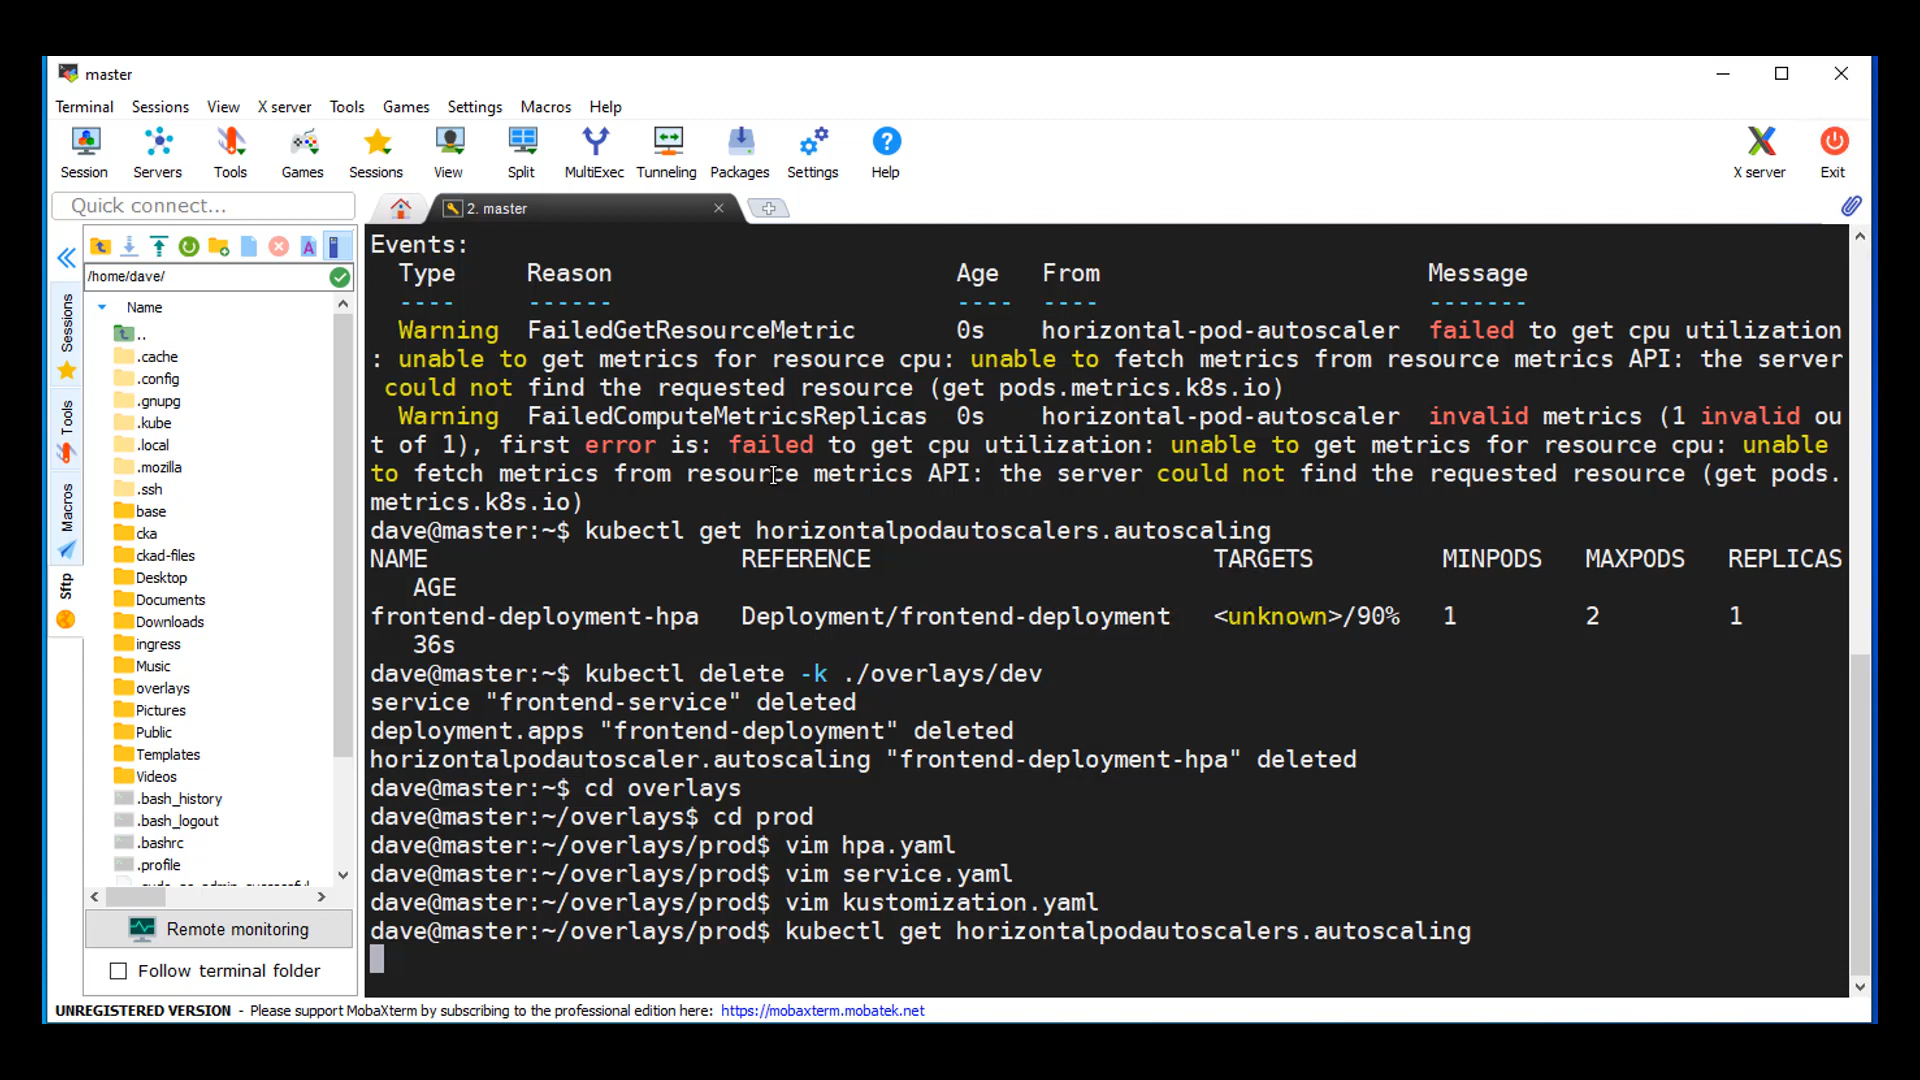 master
Terminal Sessions View X server Tools Games Settings Macros Help
Session Servers Tools Games Sessions View Split MultiExec Tunneling Packages Settings Help X server Exit
Quick connect...
2. master
/home/dave/
Name
..
.cache
.config
.gnupg
.kube
.local
.mozilla
.ssh
base
cka
ckad-files
Desktop
Documents
Downloads
ingress
Music
overlays
Pictures
Public
Templates
Videos
.bash_history
.bash_logout
.bashrc
.profile
Sessions
Tools
Macros
Sftp
Remote monitoring
Follow terminal folder
Events:
Type Reason Age From Message
---- ------ ---- ---- -------
Warning FailedGetResourceMetric 0s horizontal-pod-autoscaler failed to get cpu utilization
: unable to get metrics for resource cpu: unable to fetch metrics from resource metrics API: the server
could not find the requested resource (get pods.metrics.k8s.io)
Warning FailedComputeMetricsReplicas 0s horizontal-pod-autoscaler invalid metrics (1 invalid ou
t of 1), first error is: failed to get cpu utilization: unable to get metrics for resource cpu: unable
to fetch metrics from resource metrics API: the server could not find the requested resource (get pods.
metrics.k8s.io)
dave@master:~$ kubectl get horizontalpodautoscalers.autoscaling
NAME REFERENCE TARGETS MINPODS MAXPODS REPLICAS
AGE
frontend-deployment-hpa Deployment/frontend-deployment <unknown>/90% 1 2 1
36s
dave@master:~$ kubectl delete -k ./overlays/dev
service "frontend-service" deleted
deployment.apps "frontend-deployment" deleted
horizontalpodautoscaler.autoscaling "frontend-deployment-hpa" deleted
dave@master:~$ cd overlays
dave@master:~/overlays$ cd prod
dave@master:~/overlays/prod$ vim hpa.yaml
dave@master:~/overlays/prod$ vim service.yaml
dave@master:~/overlays/prod$ vim kustomization.yaml
dave@master:~/overlays/prod$ kubectl get horizontalpodautoscalers.autoscaling
UNREGISTERED VERSION - Please support MobaXterm by subscribing to the professional edition here: https://mobaxterm.mobatek.net